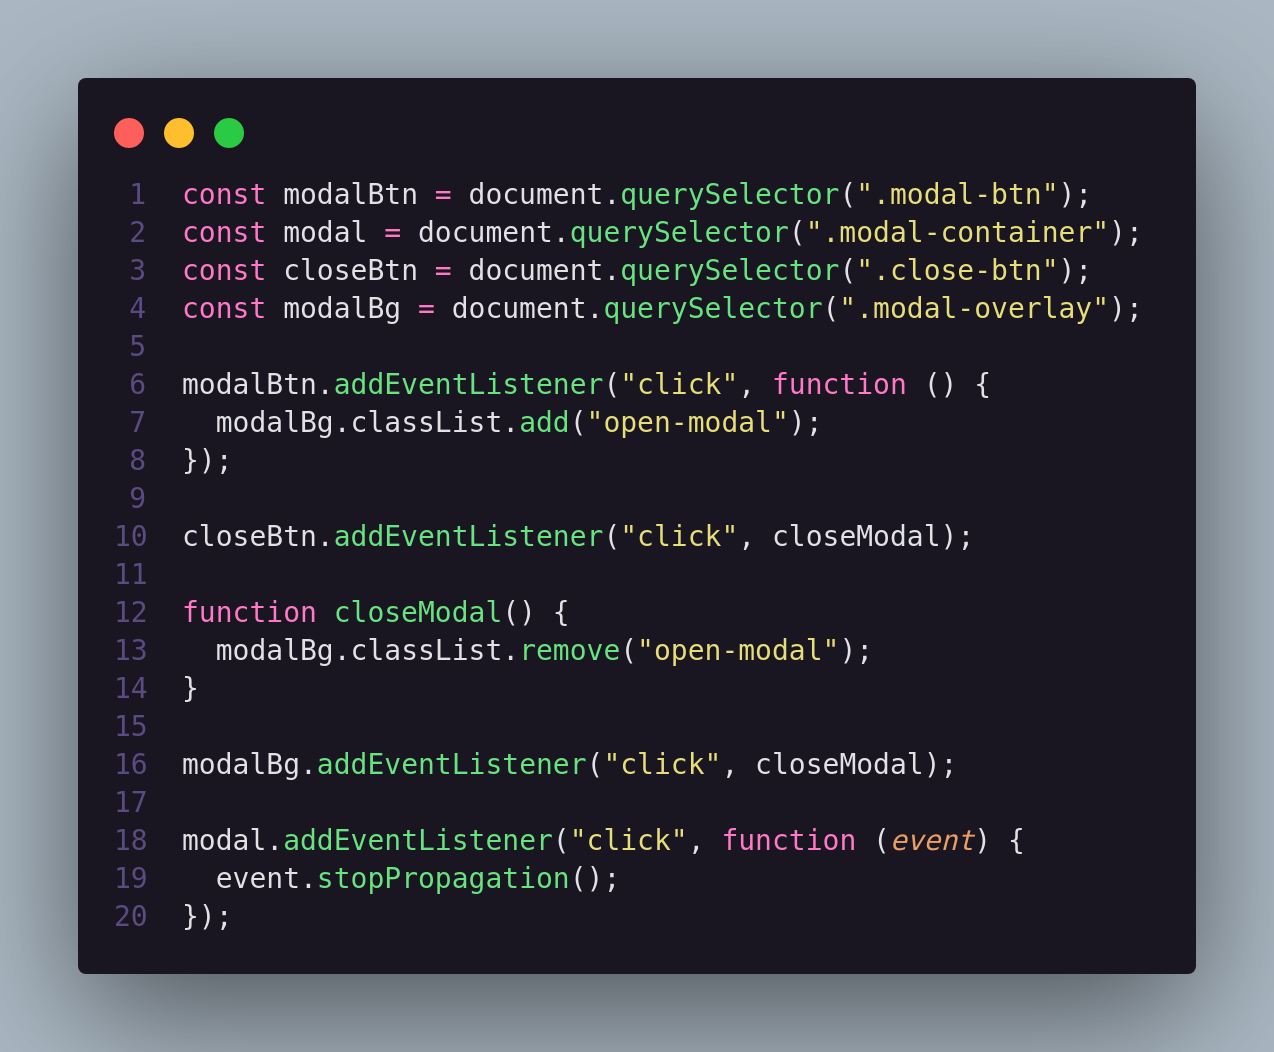 1 const modalBtn = document.querySelector(".modal-btn");
2 const modal = document.querySelector(".modal-container");
3 const closeBtn = document.querySelector(".close-btn");
4 const modalBg = document.querySelector(".modal-overlay");
5
6 modalBtn.addEventListener("click", function () {
7   modalBg.classList.add("open-modal");
8 });
9
10 closeBtn.addEventListener("click", closeModal);
11
12 function closeModal() {
13   modalBg.classList.remove("open-modal");
14 }
15
16 modalBg.addEventListener("click", closeModal);
17
18 modal.addEventListener("click", function (event) {
19   event.stopPropagation();
20 });